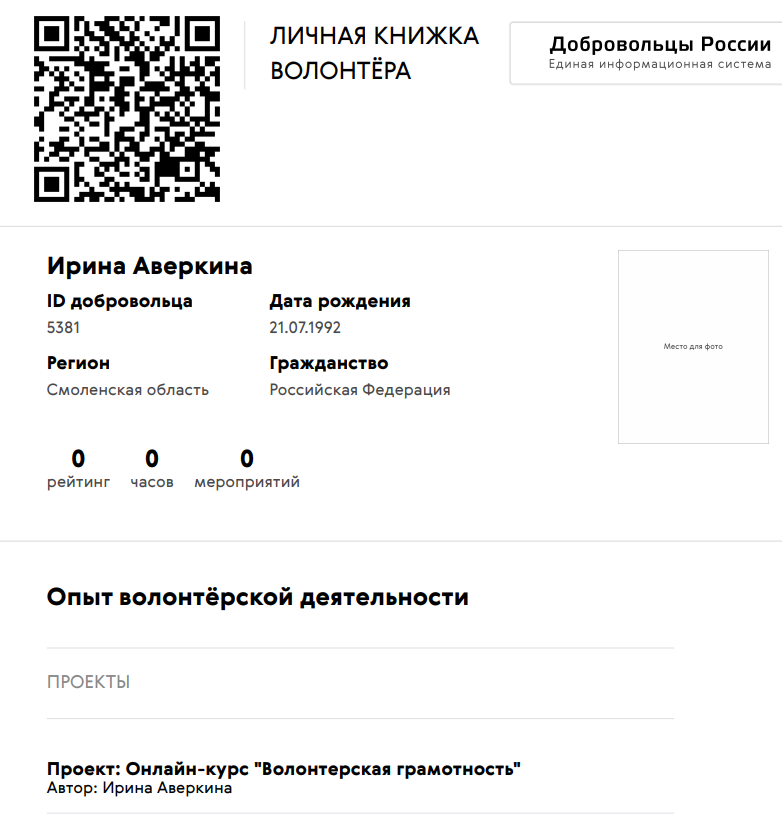 ЛИЧНАЯ КНИЖКА
ВОЛОНТЁРА
Добровольцы России
Единая информационная система
Ирина Аверкина
ID добровольца
5381
Дата рождения
21.07.1992
Регион
Смоленская область
Гражданство
Российская Федерация
Место для фото
0
рейтинг
0
часов
0
мероприятий
Опыт волонтёрской деятельности
ПРОЕКТЫ
Проект: Онлайн-курс "Волонтерская грамотность"
Автор: Ирина Аверкина